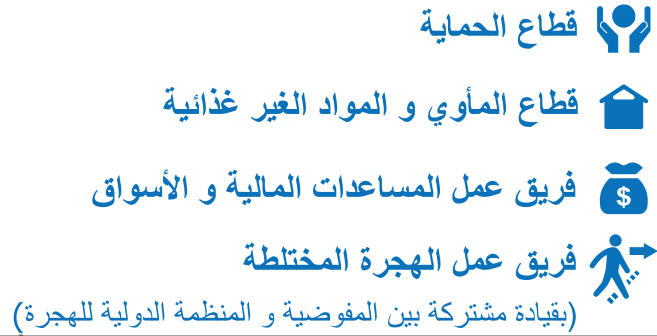 قطاع الحماية
قطاع المأوي و المواد الغير غذائية
فريق عمل المساعدات المالية و الأسواق
$
فريق عمل الهجرة المختلطة
(بقيادة مشتركة بين المفوضية و المنظمة الدولية للهجرة)